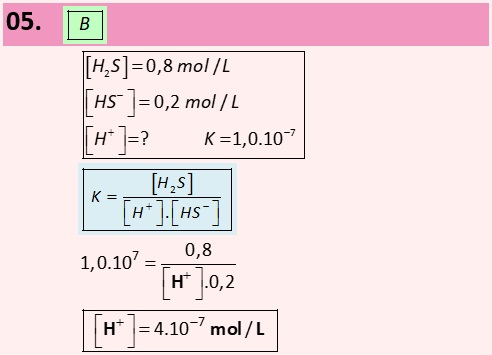 05. B
[H₂S] = 0,8 mol / L
[HS⁻] = 0,2 mol / L
[H⁺] = ? K = 1,0.10⁻⁷
K = [H₂S] / [H⁺].[HS⁻]
1,0.10⁷ = 0,8 / [H⁺].0,2
[H⁺] = 4.10⁻⁷ mol / L